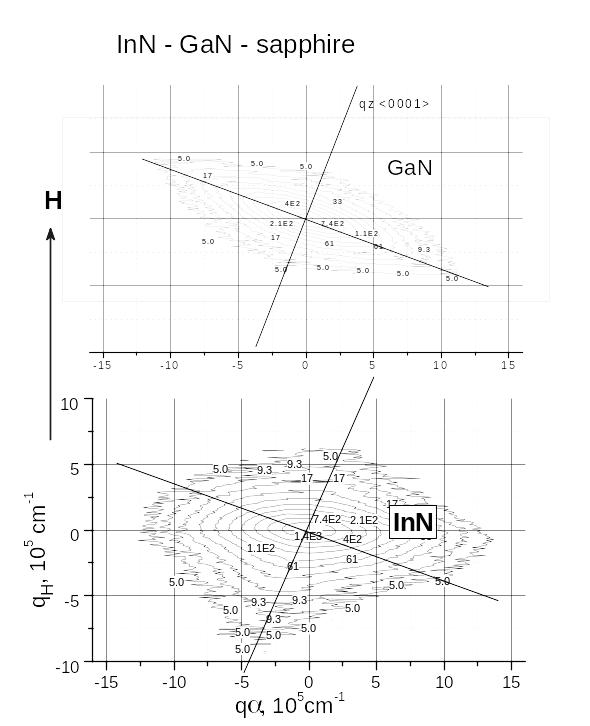 InN - GaN - sapphire
qz <0001>
GaN
5.0 5.0 5.0
17
4E2 33
2.1E2 7.4E2
17 61 1.1E2 61 9.3
5.0
5.0 5.0 5.0 5.0 5.0
-15 -10 -5 0 5 10 15
H
10
5
0
-5
-10
5.0 9.3 9.3 5.0
17 17
17
7.4E2 2.1E2 InN
1.4E3 4E2
1.1E2
61 61
5.0 5.0 5.0
9.3 9.3
5.0 5.0
9.3
5.0 5.0 5.0
5.0
-15 -10 -5 0 5 10 15
qH, 10⁵ cm⁻¹
qα, 10⁵cm⁻¹